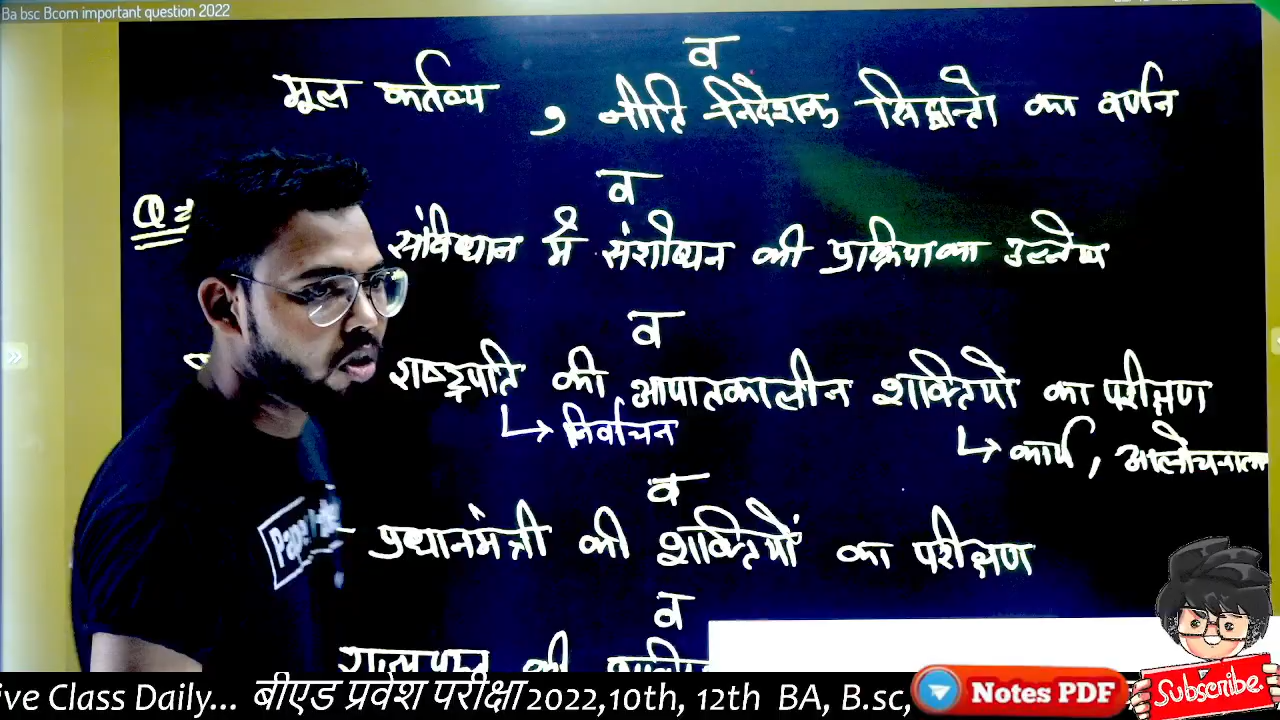 Ba bsc Bcom important question 2022
व
मूल कर्तव्य , नीति निदेशक सिद्धान्तो का वर्णन
व
Q =
संविधान मे संशोधन की प्रक्रिया का उल्लेख
व
राष्ट्रपति की आपातकालीन शक्तियो का परीक्षण
↳ निर्वाचन
↳ कार्य , आलोचनात्म
व
प्रधानमंत्री की शक्तियों का परीक्षण
व
राज्यपाल की
ive Class Daily... बीएड प्रवेश परीक्षा 2022,10th, 12th BA, B.sc,
Notes PDF
Subscribe